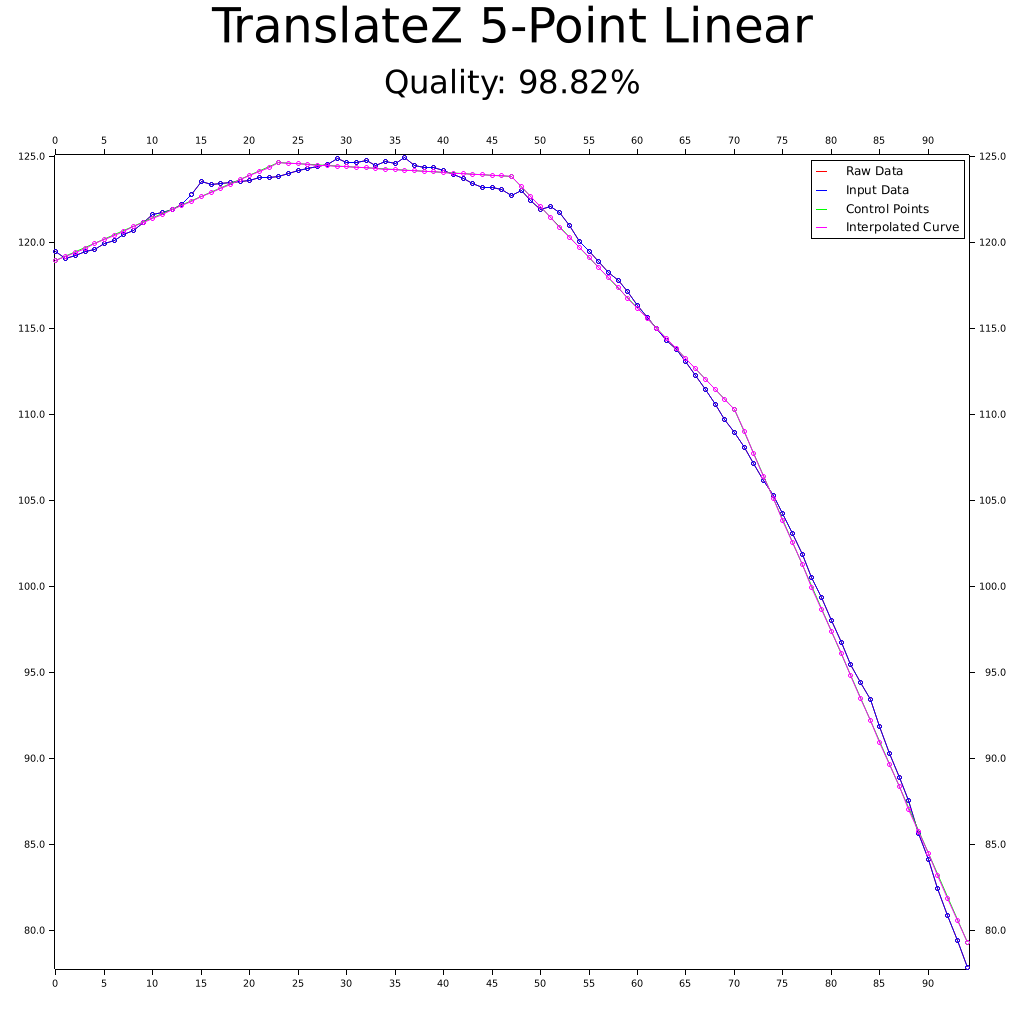 TranslateZ 5-Point Linear
Quality: 98.82%
0 5 10 15 20 25 30 35 40 45 50 55 60 65 70 75 80 85 90
125.0 125.0
Raw Data
Input Data
Control Points
Interpolated Curve
120.0 120.0
115.0 115.0
110.0 110.0
105.0 105.0
100.0 100.0
95.0 95.0
90.0 90.0
85.0 85.0
80.0 80.0
0 5 10 15 20 25 30 35 40 45 50 55 60 65 70 75 80 85 90